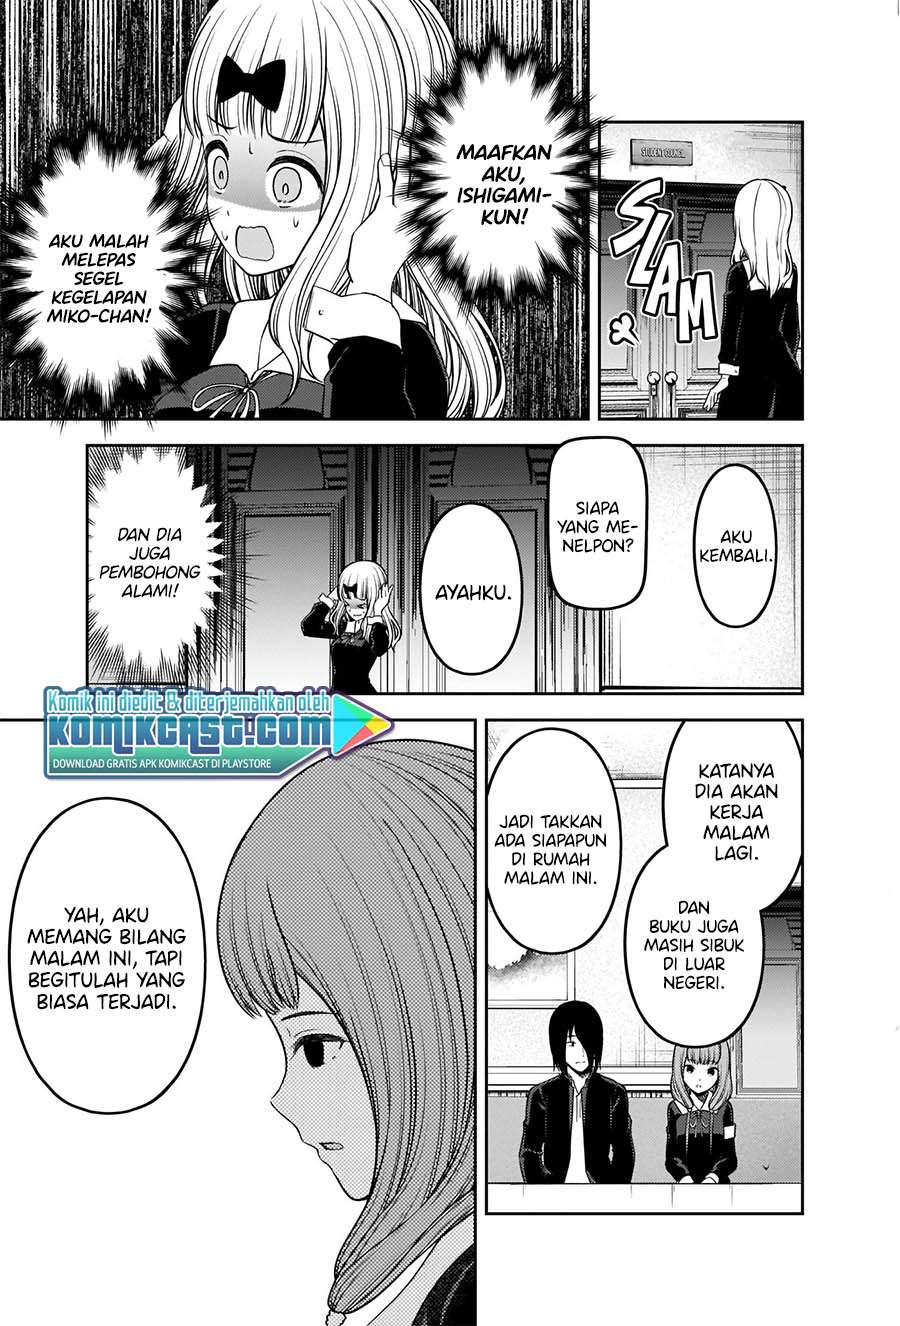 STUDENT COUNCIL
SLAM
MAAFKAN
AKU,
ISHIGAMI-
KUN!
AKU MALAH
MELEPAS
SEGEL
KEGELAPAN
MIKO-CHAN!
AKU
KEMBALI.
SIAPA
YANG ME-
NELPON?
AYAHKU.
DAN DIA
JUGA
PEMBOHONG
ALAMI!
Komik ini diedit & diterjemahkan oleh
KOMIKCAST.COM
DOWNLOAD GRATIS APK KOMIKCAST DI PLAYSTORE
KATANYA
DIA AKAN
KERJA
MALAM
LAGI.
DAN
BUKU JUGA
MASIH SIBUK
DI LUAR
NEGERI.
JADI TAKKAN
ADA SIAPAPUN
DI RUMAH
MALAM INI.
YAH, AKU
MEMANG BILANG
MALAM INI, TAPI
BEGITULAH YANG
BIASA TERJADI.